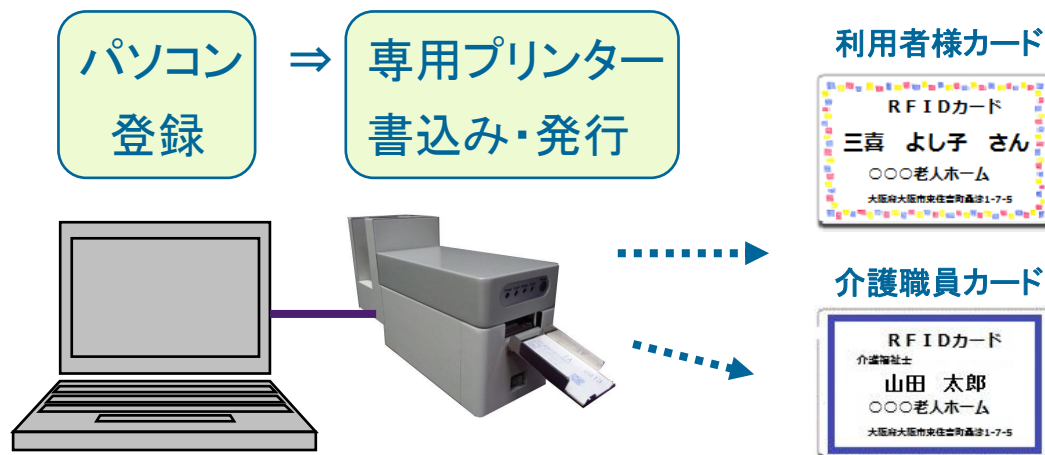 パソコン
登録
⇒
専用プリンター
書込み・発行
利用者様カード
RFIDカード
三喜 よし子 さん
○○○老人ホーム
介護職員カード
RFIDカード
介護福祉士
山田 太郎
○○○老人ホーム